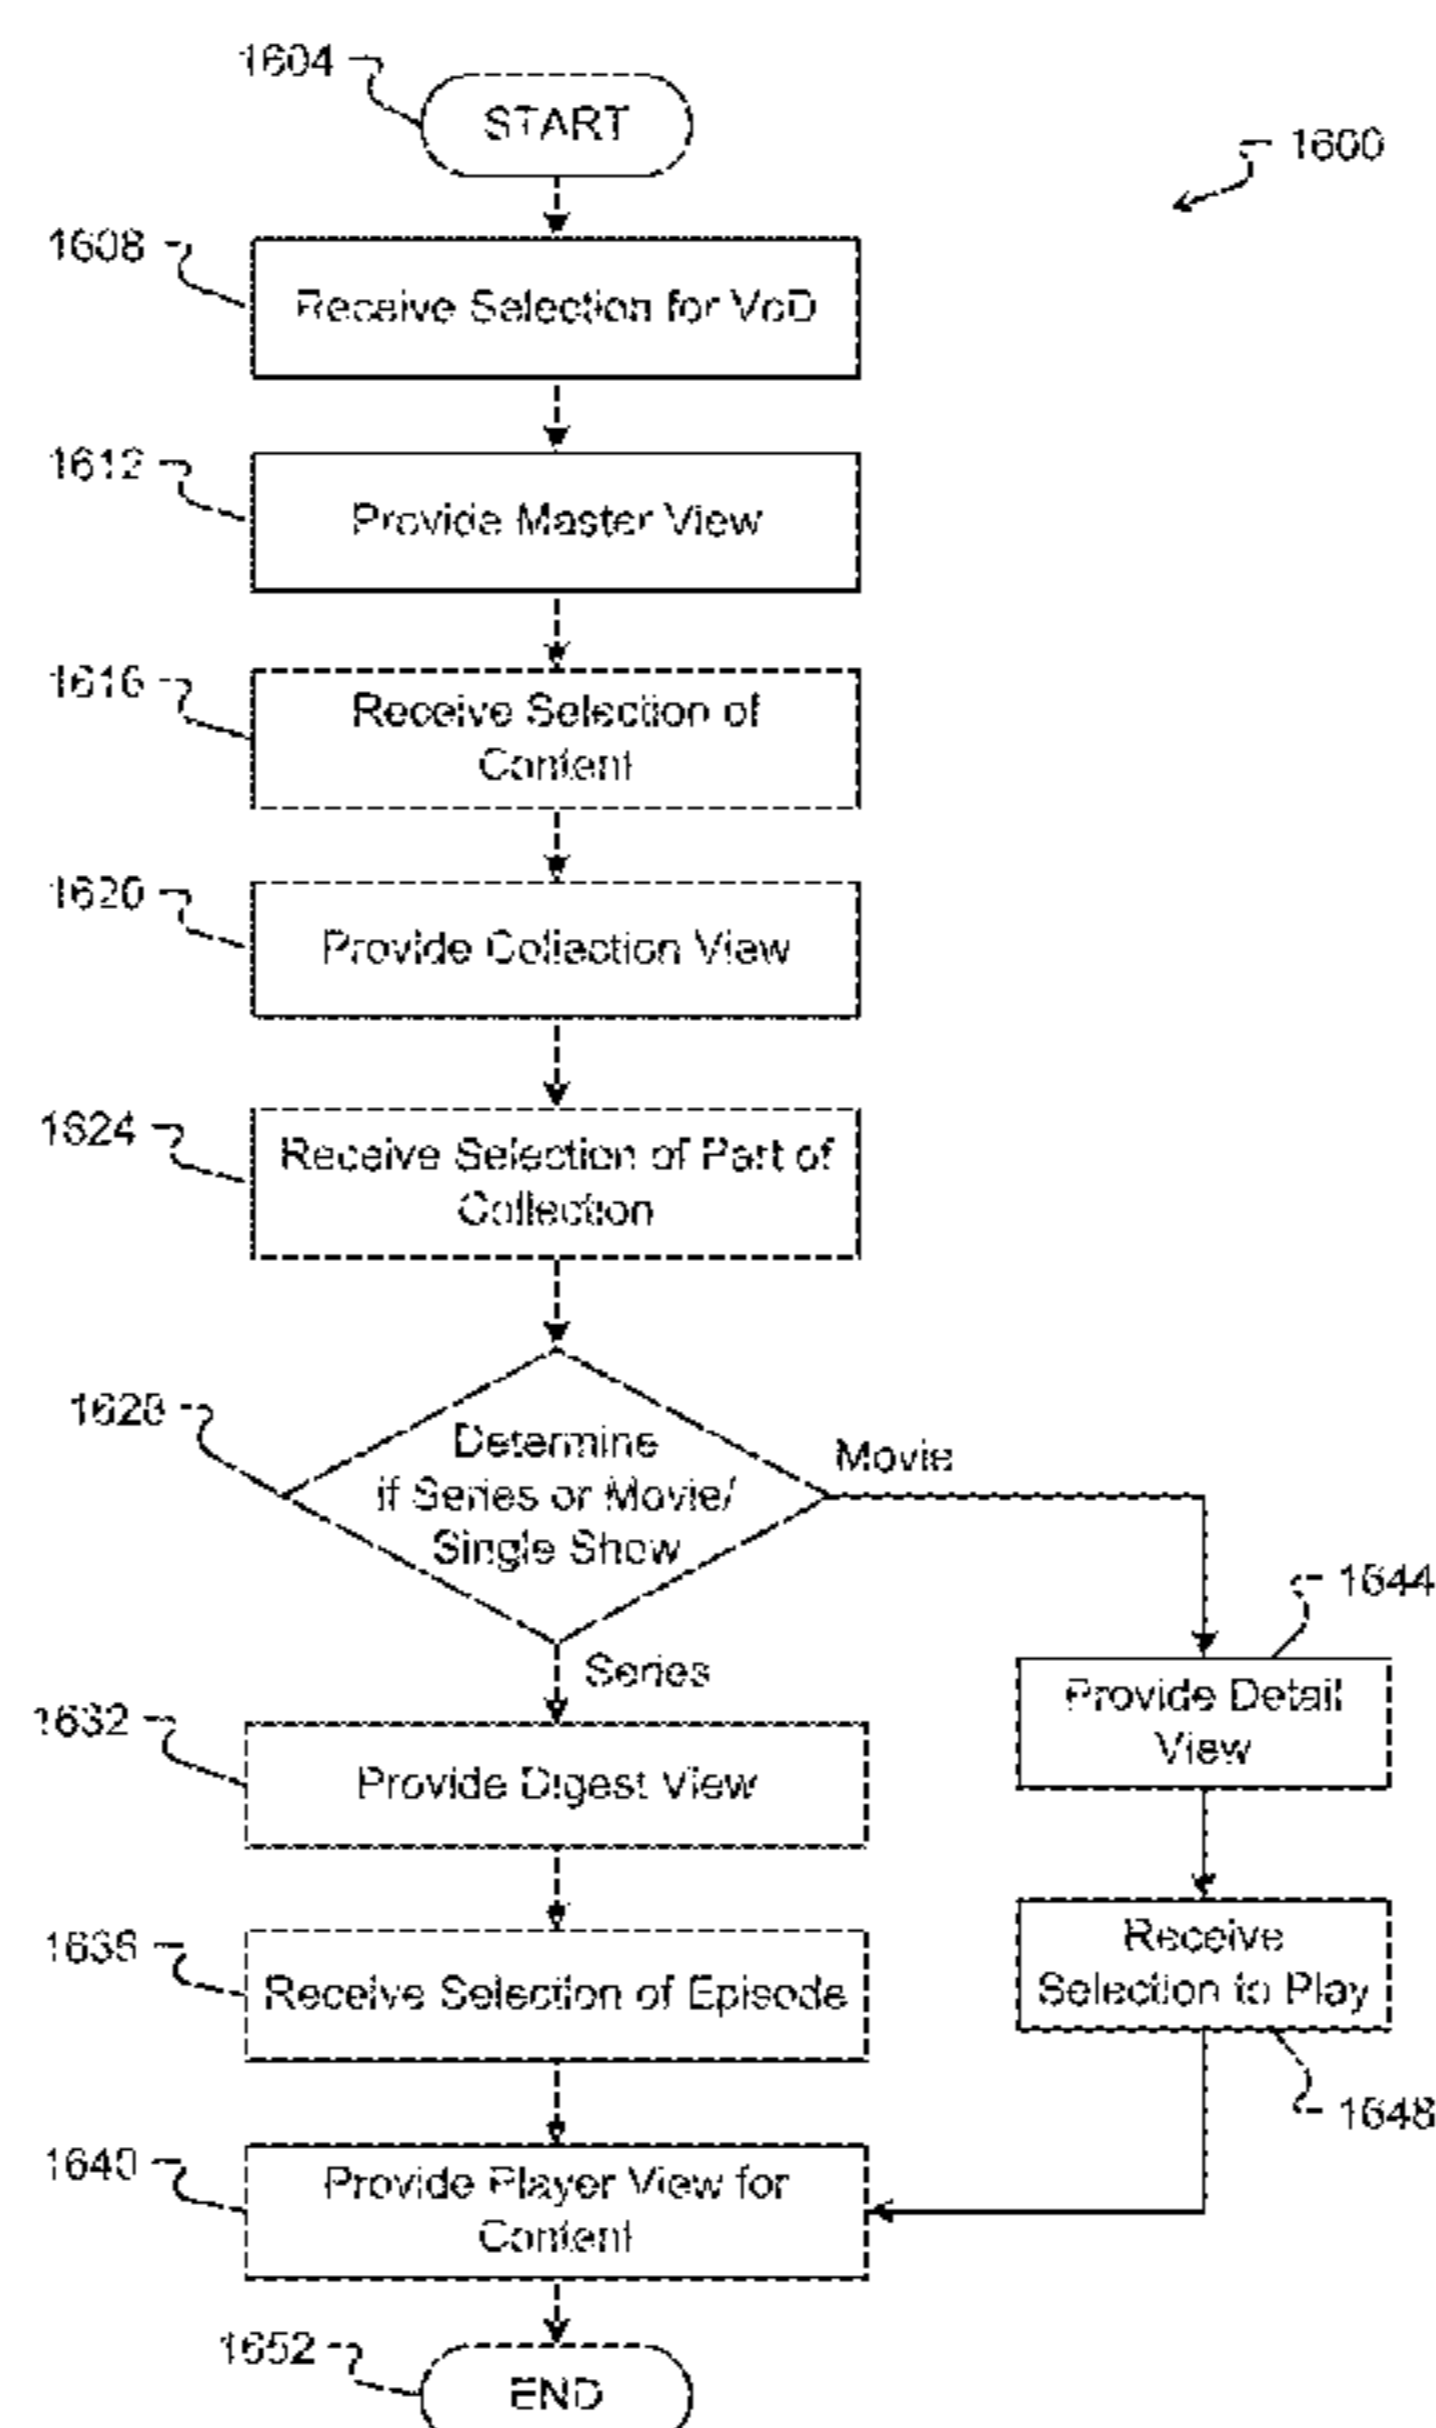 1604
START
1600
1608
Receive Selection for VoD
1612
Provide Master View
1616
Receive Selection of
Content
1620
Provide Collection View
1624
Receive Selection of Part of
Collection
1628
Determine
if Series or Movie/
Single Show
Movie
Series
1644
Provide Detail
View
1632
Provide Digest View
1636
Receive Selection of Episode
Receive
Selection to Play
1648
1640
Provide Player View for
Content
1652
END